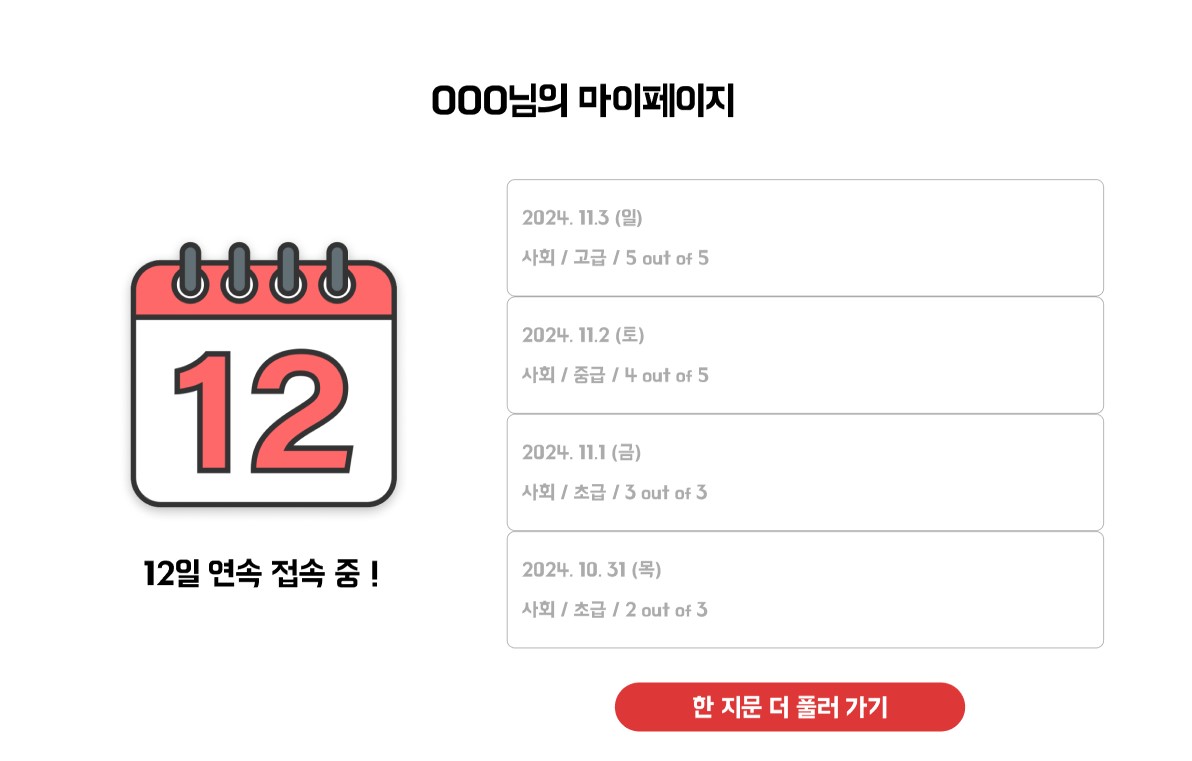 OOO님의 마이페이지
12
12일 연속 접속 중 !
2024. 11.3 (일)
사회 / 고급 / 5 out of 5
2024. 11.2 (토)
사회 / 중급 / 4 out of 5
2024. 11.1 (금)
사회 / 초급 / 3 out of 3
2024. 10. 31 (목)
사회 / 초급 / 2 out of 3
한 지문 더 풀러 가기